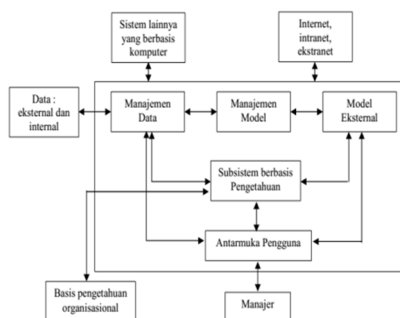 Sistem lainnya
yang berbasis
komputer
Internet,
intranet,
ekstranet
Data :
eksternal dan
internal
Manajemen
Data
Manajemen
Model
Model
Eksternal
Subsistem berbasis
Pengetahuan
Antarmuka Pengguna
Basis pengetahuan
organisasional
Manajer